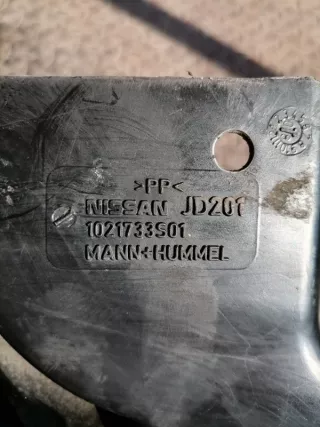 >PP<
NISSAN JD201
1021733S01
MANN+HUMMEL